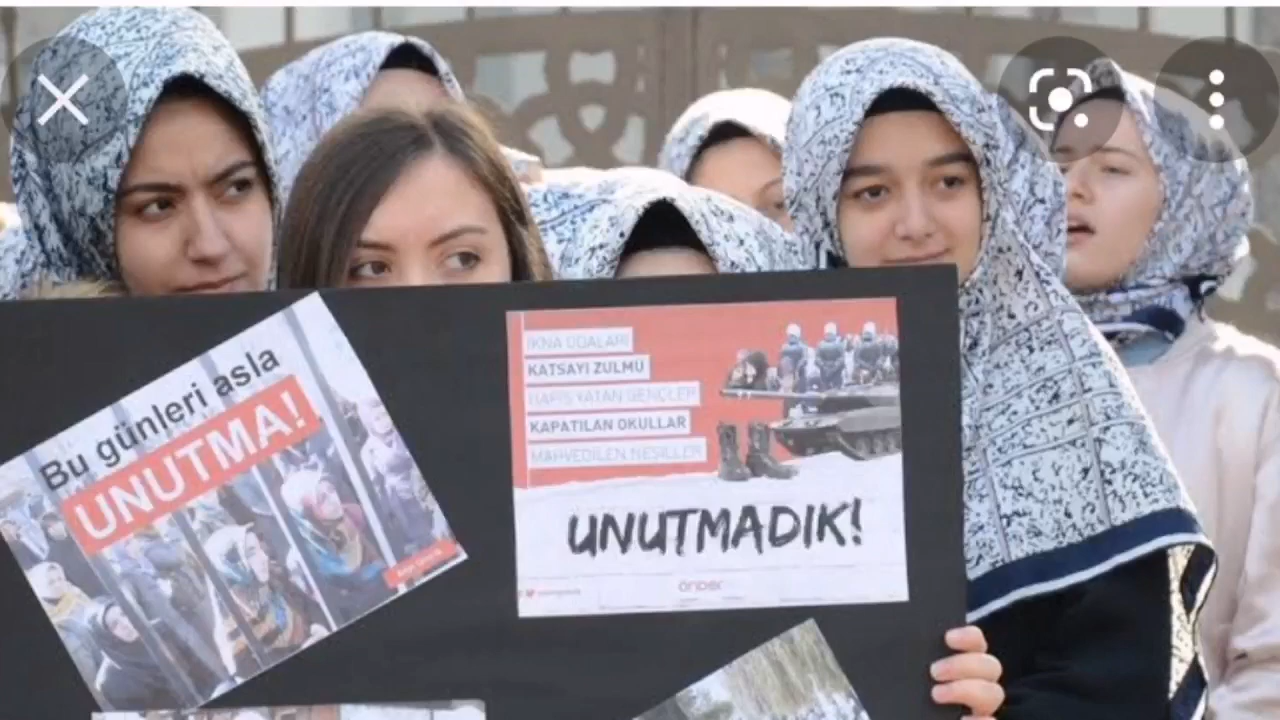 Bu günleri asla
UNUTMA!
İKNA ODALARI
KATSAYI ZULMÜ
HAPİS YATAN GENÇLER
KAPATILAN OKULLAR
MAHVEDİLEN NESİLLER
UNUTMADIK!
önder